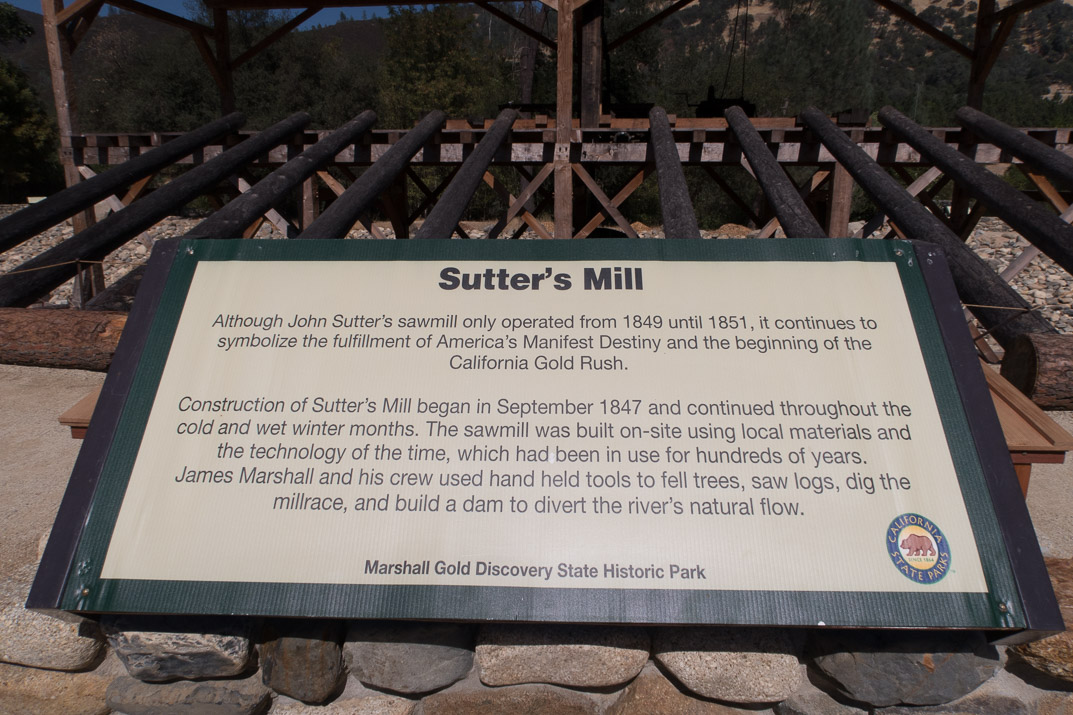 Sutter's Mill
Although John Sutter's sawmill only operated from 1849 until 1851, it continues to
symbolize the fulfillment of America's Manifest Destiny and the beginning of the
California Gold Rush.
Construction of Sutter's Mill began in September 1847 and continued throughout the
cold and wet winter months. The sawmill was built on-site using local materials and
the technology of the time, which had been in use for hundreds of years.
James Marshall and his crew used hand held tools to fell trees, saw logs, dig the
millrace, and build a dam to divert the river's natural flow.
Marshall Gold Discovery State Historic Park
CALIFORNIA
SINCE 1864
STATE PARKS